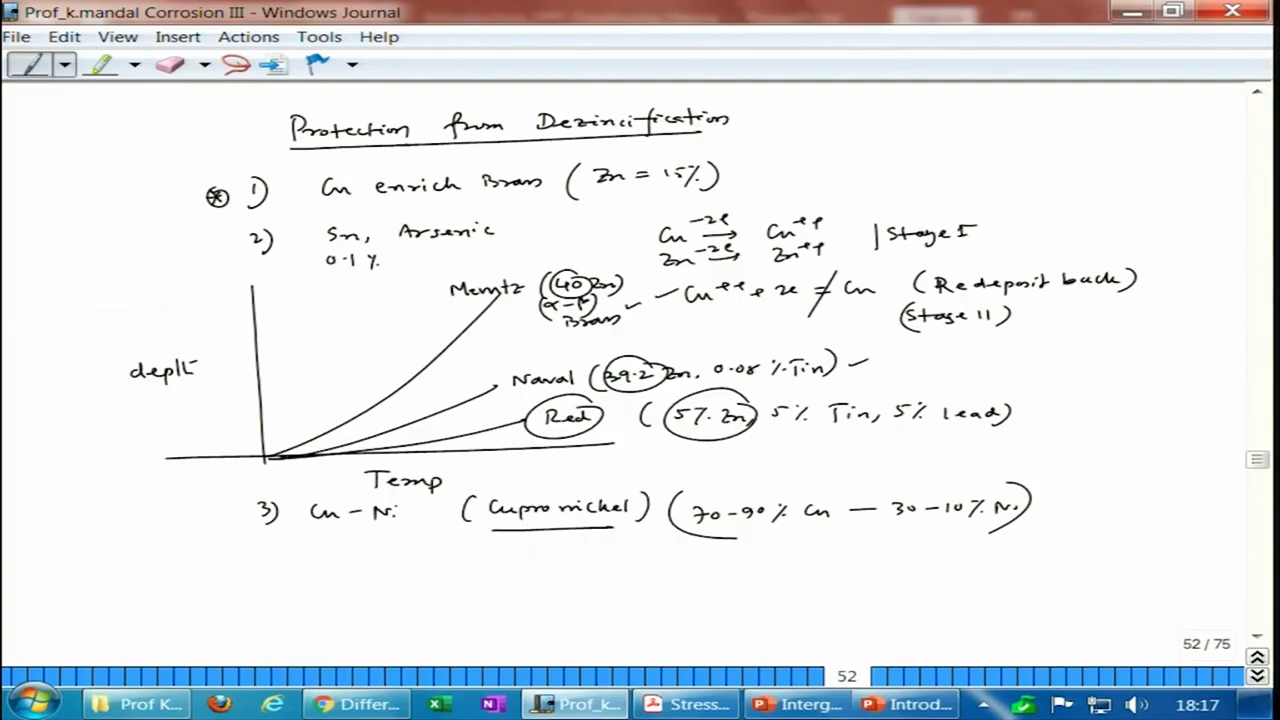 Prof_k.mandal Corrosion III - Windows Journal
File Edit View Insert Actions Tools Help
Protection from Dezincification
1) Cu enrich Brass (Zn = 15%)
2) Sn, Arsenic
0.1 %
Cu -2e → Cu++
Zn -2e → Zn++ | Stage I
Cu++ + 2e ≠ Cu (Redeposit back)
(Stage II)
Memtz (40 Zn)
(α-β)
Brass
depth
Naval (39.2 Zn, 0.08 % Tin)
Red (5% Zn, 5% Tin, 5% lead)
Temp
3) Cu - Ni (Cupronickel) (70-90% Cu — 30-10% Ni)
52 / 75
52
Prof K... Differ... Prof_k... Stress... Interg... Introd... 18:17